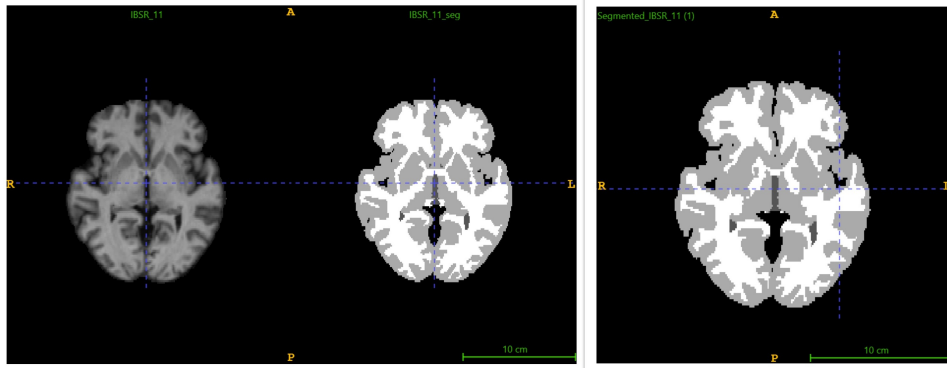 IBSR_11
A
IBSR_11_seg
R
L
10 cm
P
Segmented_IBSR_11 (1)
A
R
10 cm
P